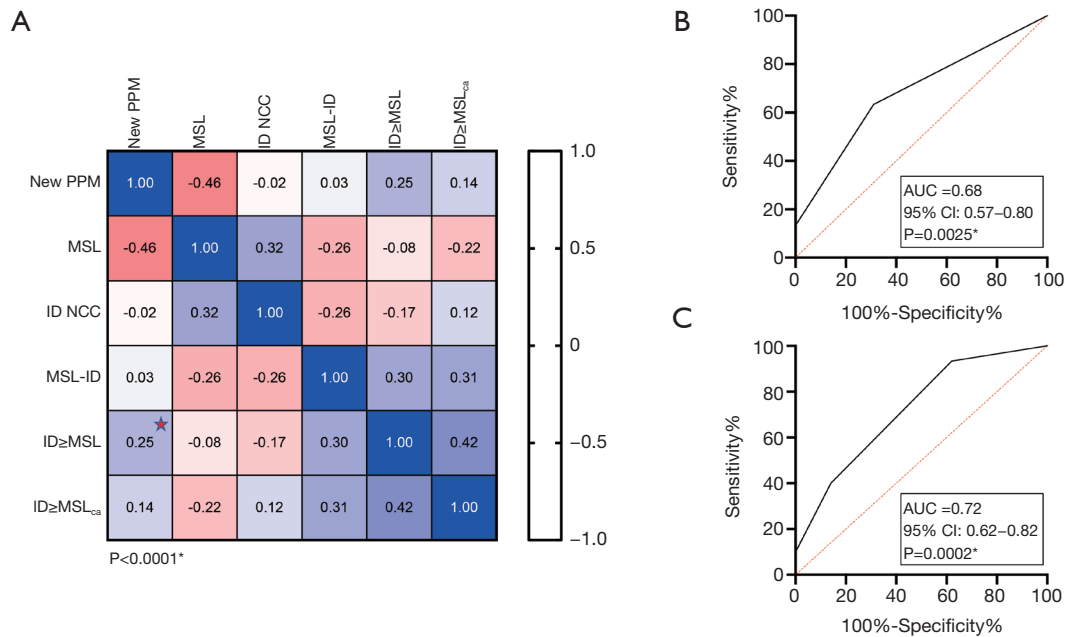 A
New PPM
MSL
ID NCC
MSL-ID
ID≥MSL
ID≥MSLca
New PPM 1.00 -0.46 -0.02 0.03 0.25 0.14
MSL -0.46 1.00 0.32 -0.26 -0.08 -0.22
ID NCC -0.02 0.32 1.00 -0.26 -0.17 0.12
MSL-ID 0.03 -0.26 -0.26 1.00 0.30 0.31
ID≥MSL 0.25 -0.08 -0.17 0.30 1.00 0.42
ID≥MSLca 0.14 -0.22 0.12 0.31 0.42 1.00
P<0.0001*
1.0
0.5
0
−0.5
−1.0
B
Sensitivity%
100
80
60
40
20
0
0 20 40 60 80 100
100%-Specificity%
AUC =0.68
95% CI: 0.57–0.80
P=0.0025*
C
Sensitivity%
100
80
60
40
20
0
0 20 40 60 80 100
100%-Specificity%
AUC =0.72
95% CI: 0.62–0.82
P=0.0002*